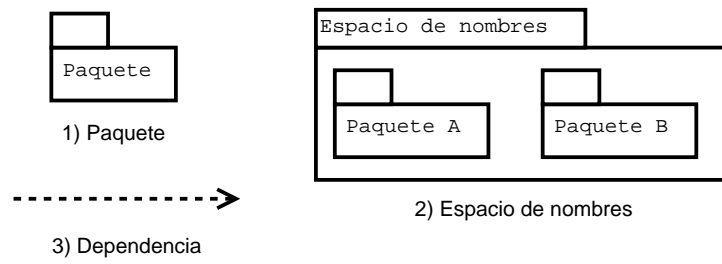 Paquete
1) Paquete
Espacio de nombres
Paquete A
Paquete B
2) Espacio de nombres
3) Dependencia